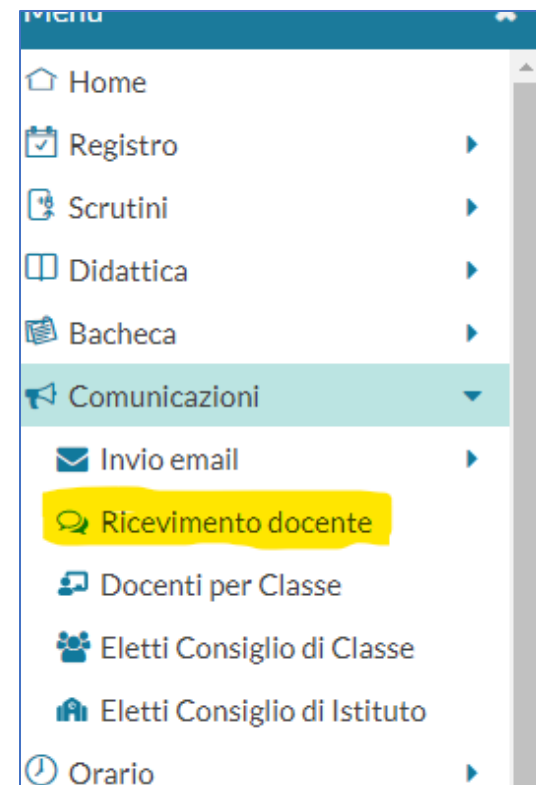 Menu
Home
Registro
Scrutini
Didattica
Bacheca
Comunicazioni
Invio email
Ricevimento docente
Docenti per Classe
Eletti Consiglio di Classe
Eletti Consiglio di Istituto
Orario